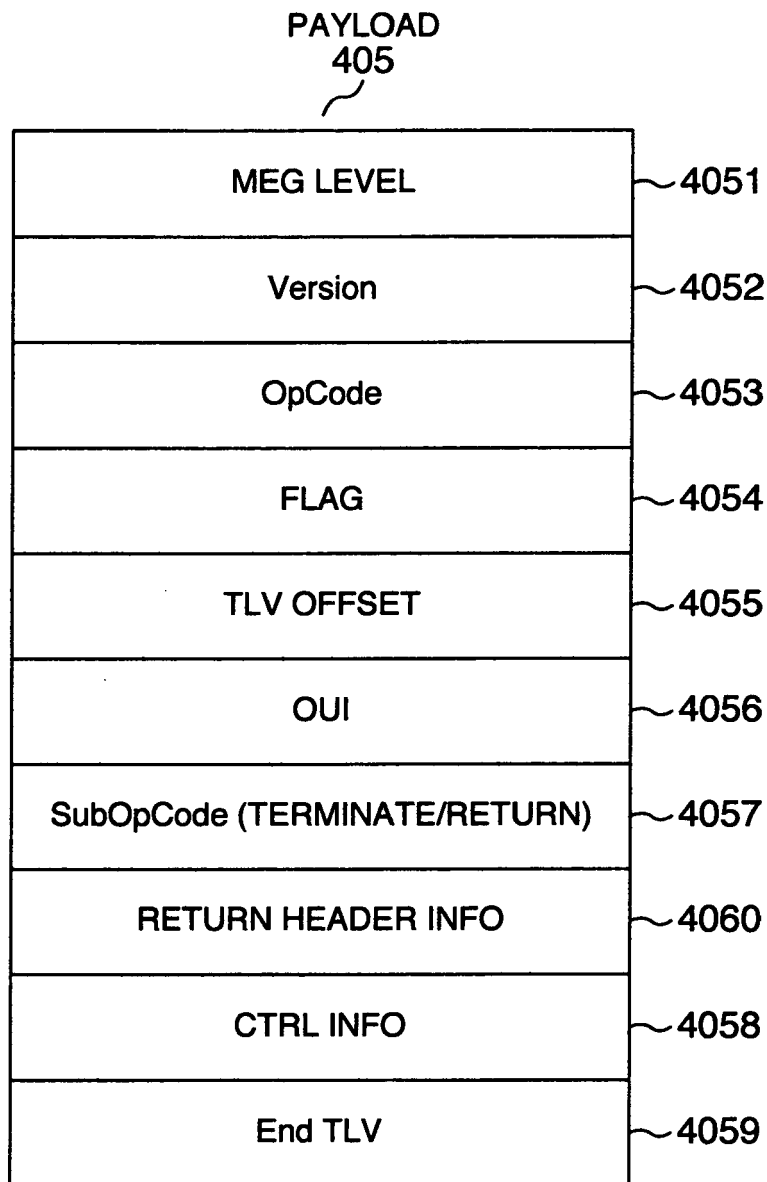 PAYLOAD
405
MEG LEVEL 4051
Version 4052
OpCode 4053
FLAG 4054
TLV OFFSET 4055
OUI 4056
SubOpCode (TERMINATE/RETURN) 4057
RETURN HEADER INFO 4060
CTRL INFO 4058
End TLV 4059